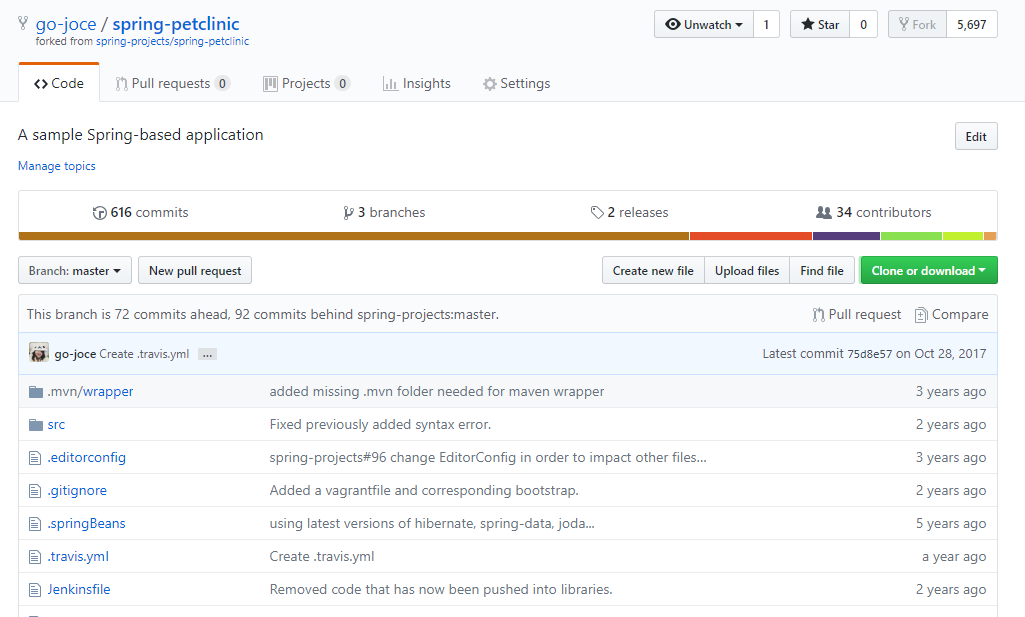 go-joce / spring-petclinic
forked from spring-projects/spring-petclinic
Unwatch 1 Star 0 Fork 5,697
Code Pull requests 0 Projects 0 Insights Settings
A sample Spring-based application
Edit
Manage topics
616 commits 3 branches 2 releases 34 contributors
Branch: master New pull request Create new file Upload files Find file Clone or download
This branch is 72 commits ahead, 92 commits behind spring-projects:master. Pull request Compare
go-joce Create .travis.yml ... Latest commit 75d8e57 on Oct 28, 2017
.mvn/wrapper added missing .mvn folder needed for maven wrapper 3 years ago
src Fixed previously added syntax error. 2 years ago
.editorconfig spring-projects#96 change EditorConfig in order to impact other files... 3 years ago
.gitignore Added a vagrantfile and corresponding bootstrap. 2 years ago
.springBeans using latest versions of hibernate, spring-data, joda... 5 years ago
.travis.yml Create .travis.yml a year ago
Jenkinsfile Removed code that has now been pushed into libraries. 2 years ago